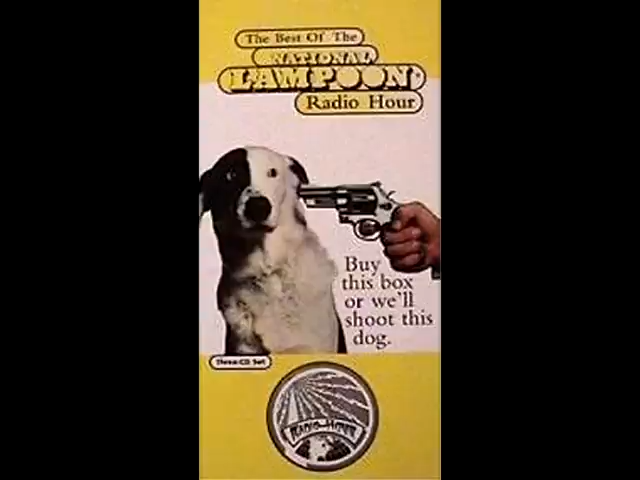 The Best Of The
NATIONAL
LAMPOON
Radio Hour
Buy
this box
or we'll
shoot this
dog.
Three-CD Set
RADIO HOUR